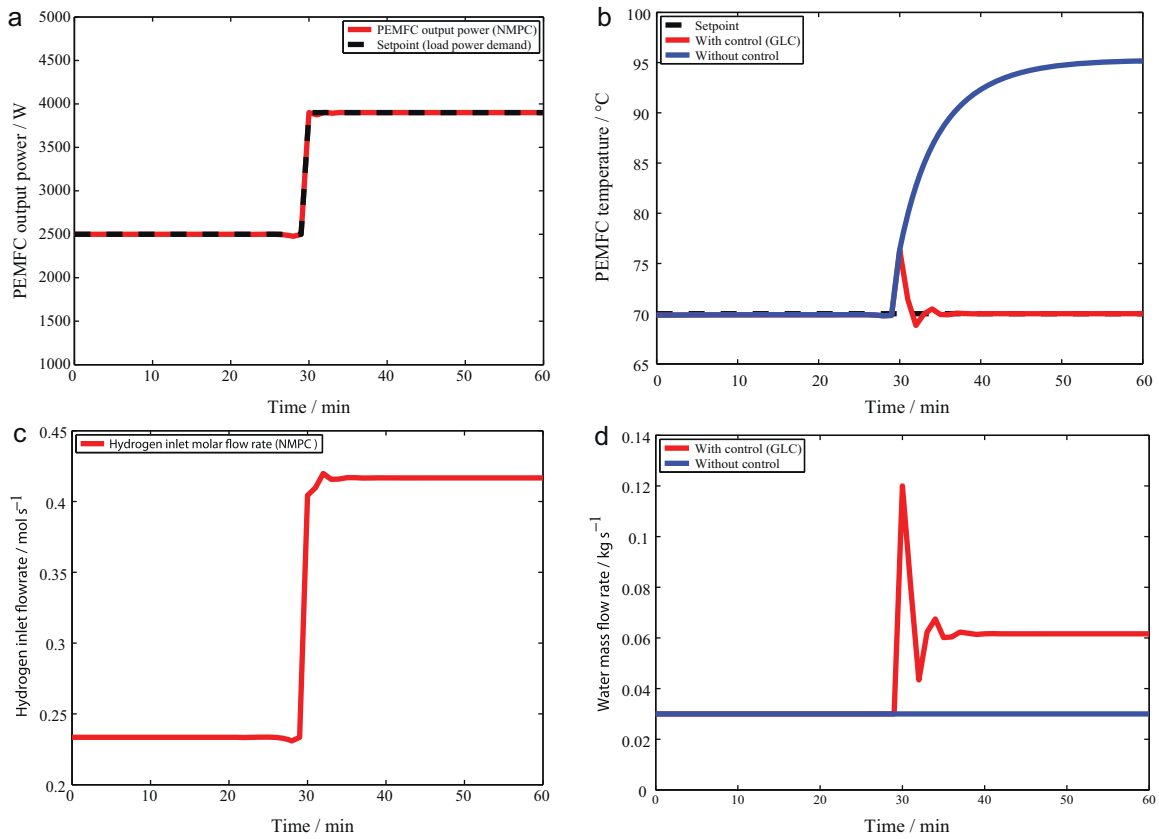 a
PEMFC output power (NMPC)
Setpoint (load power demand)
5000
4500
4000
3500
3000
2500
2000
1500
1000
PEMFC output power / W
0 10 20 30 40 50 60
Time / min
b
Setpoint
With control (GLC)
Without control
100
95
90
85
80
75
70
65
PEMFC temperature / °C
0 10 20 30 40 50 60
Time / min
c
Hydrogen inlet molar flow rate (NMPC )
0.45
0.4
0.35
0.3
0.25
0.2
Hydrogen inlet flowrate / mol s⁻¹
0 10 20 30 40 50 60
Time / min
d
With control (GLC)
Without control
0.14
0.12
0.10
0.08
0.06
0.04
0.02
0
Water mass flow rate / kg s⁻¹
0 10 20 30 40 50 60
Time / min